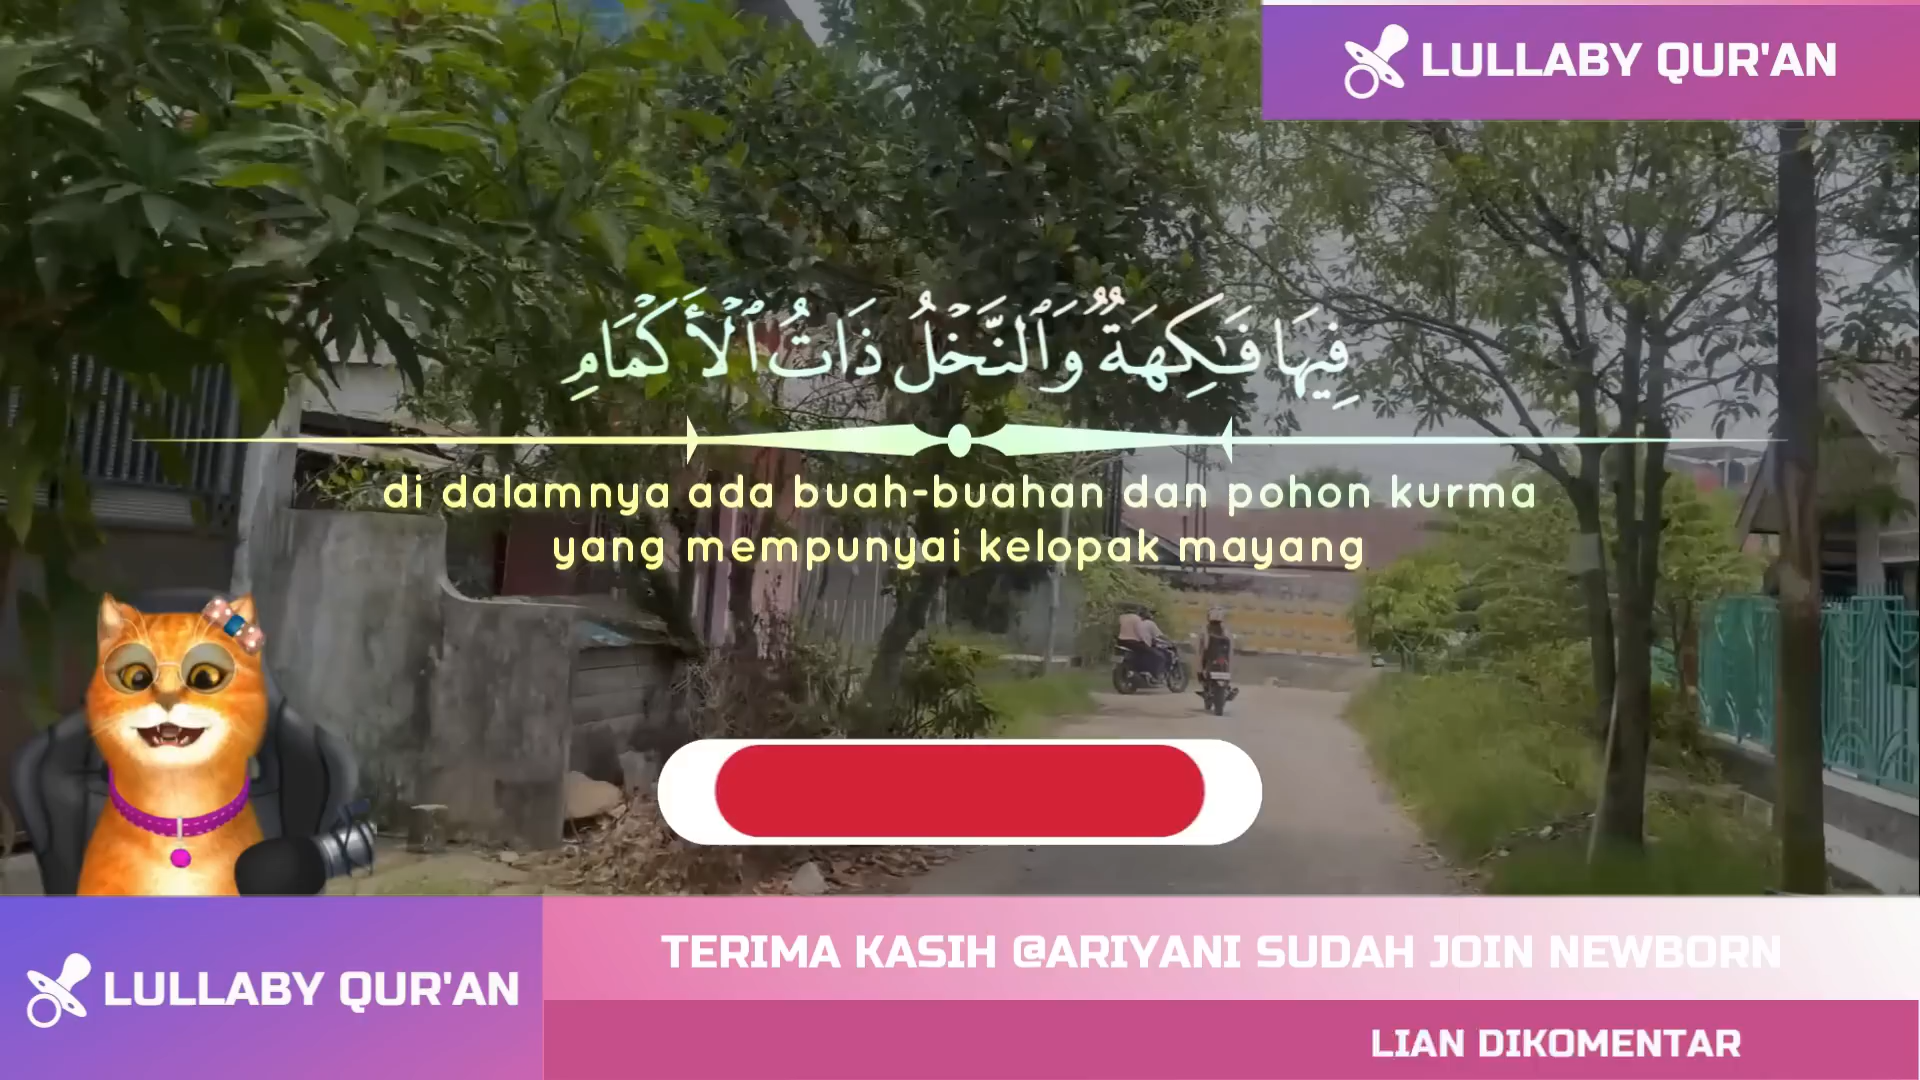 LULLABY QUR'AN
فِيهَا فَٰكِهَةٌ وَٱلنَّخْلُ ذَاتُ ٱلْأَكْمَامِ
di dalamnya ada buah-buahan dan pohon kurma
yang mempunyai kelopak mayang
LULLABY QUR'AN
TERIMA KASIH @ARIYANI SUDAH JOIN NEWBORN
LIAN DIKOMENTAR